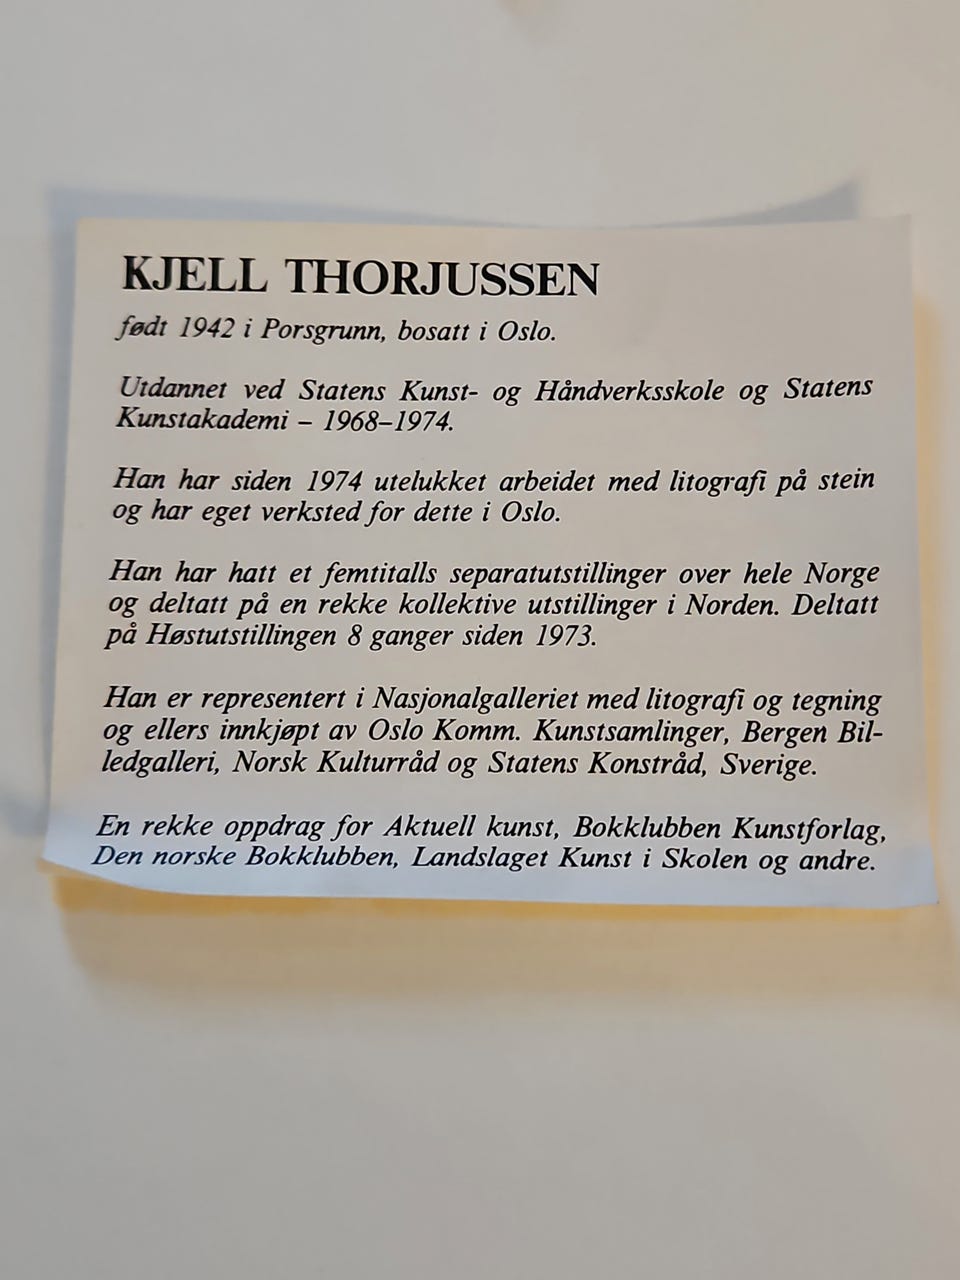 KJELL THORJUSSEN
født 1942 i Porsgrunn, bosatt i Oslo.
Utdannet ved Statens Kunst- og Håndverksskole og Statens
Kunstakademi – 1968–1974.
Han har siden 1974 utelukket arbeidet med litografi på stein
og har eget verksted for dette i Oslo.
Han har hatt et femtitalls separatutstillinger over hele Norge
og deltatt på en rekke kollektive utstillinger i Norden. Deltatt
på Høstutstillingen 8 ganger siden 1973.
Han er representert i Nasjonalgalleriet med litografi og tegning
og ellers innkjøpt av Oslo Komm. Kunstsamlinger, Bergen Bil-
ledgalleri, Norsk Kulturråd og Statens Konstråd, Sverige.
En rekke oppdrag for Aktuell kunst, Bokklubben Kunstforlag,
Den norske Bokklubben, Landslaget Kunst i Skolen og andre.